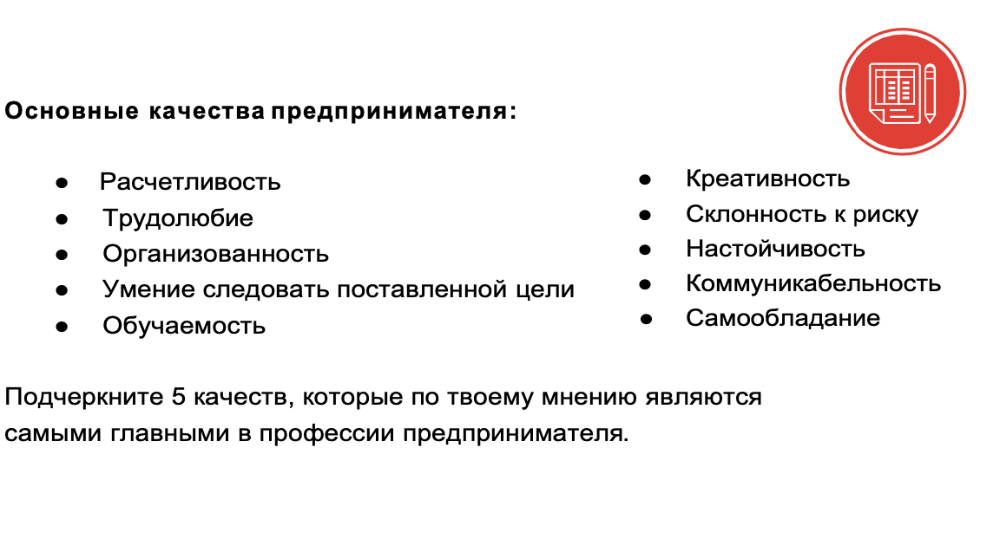 Основные качества предпринимателя:
● Расчетливость
● Трудолюбие
● Организованность
● Умение следовать поставленной цели
● Обучаемость
● Креативность
● Склонность к риску
● Настойчивость
● Коммуникабельность
● Самообладание
Подчеркните 5 качеств, которые по твоему мнению являются
самыми главными в профессии предпринимателя.